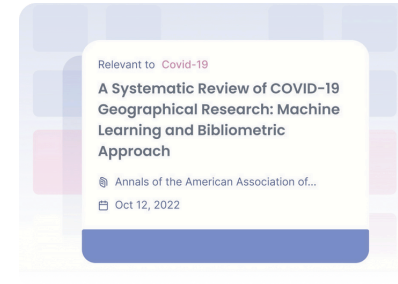 Relevant to Covid-19
A Systematic Review of COVID-19
Geographical Research: Machine
Learning and Bibliometric
Approach
Annals of the American Association of...
Oct 12, 2022